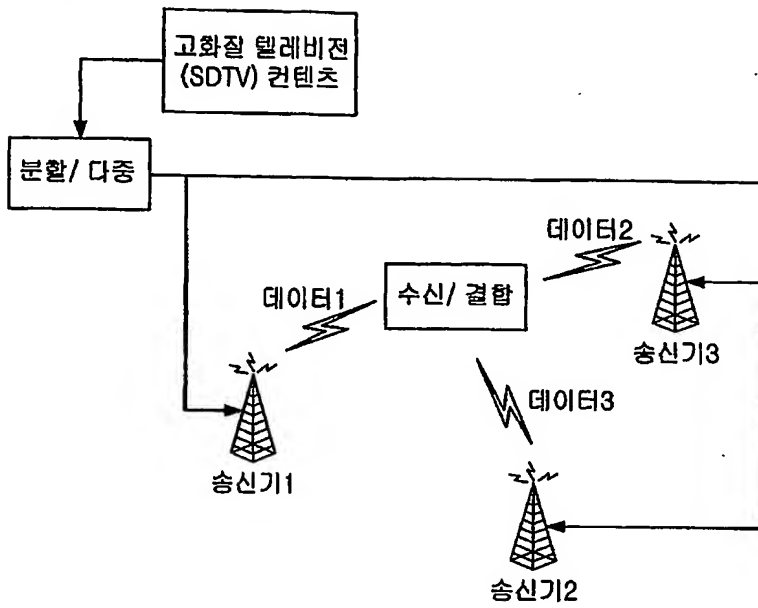 고화질 텔레비전
(SDTV) 컨텐츠
분할/ 다중
데이터2
데이터1
수신/ 결합
송신기3
데이터3
송신기1
송신기2